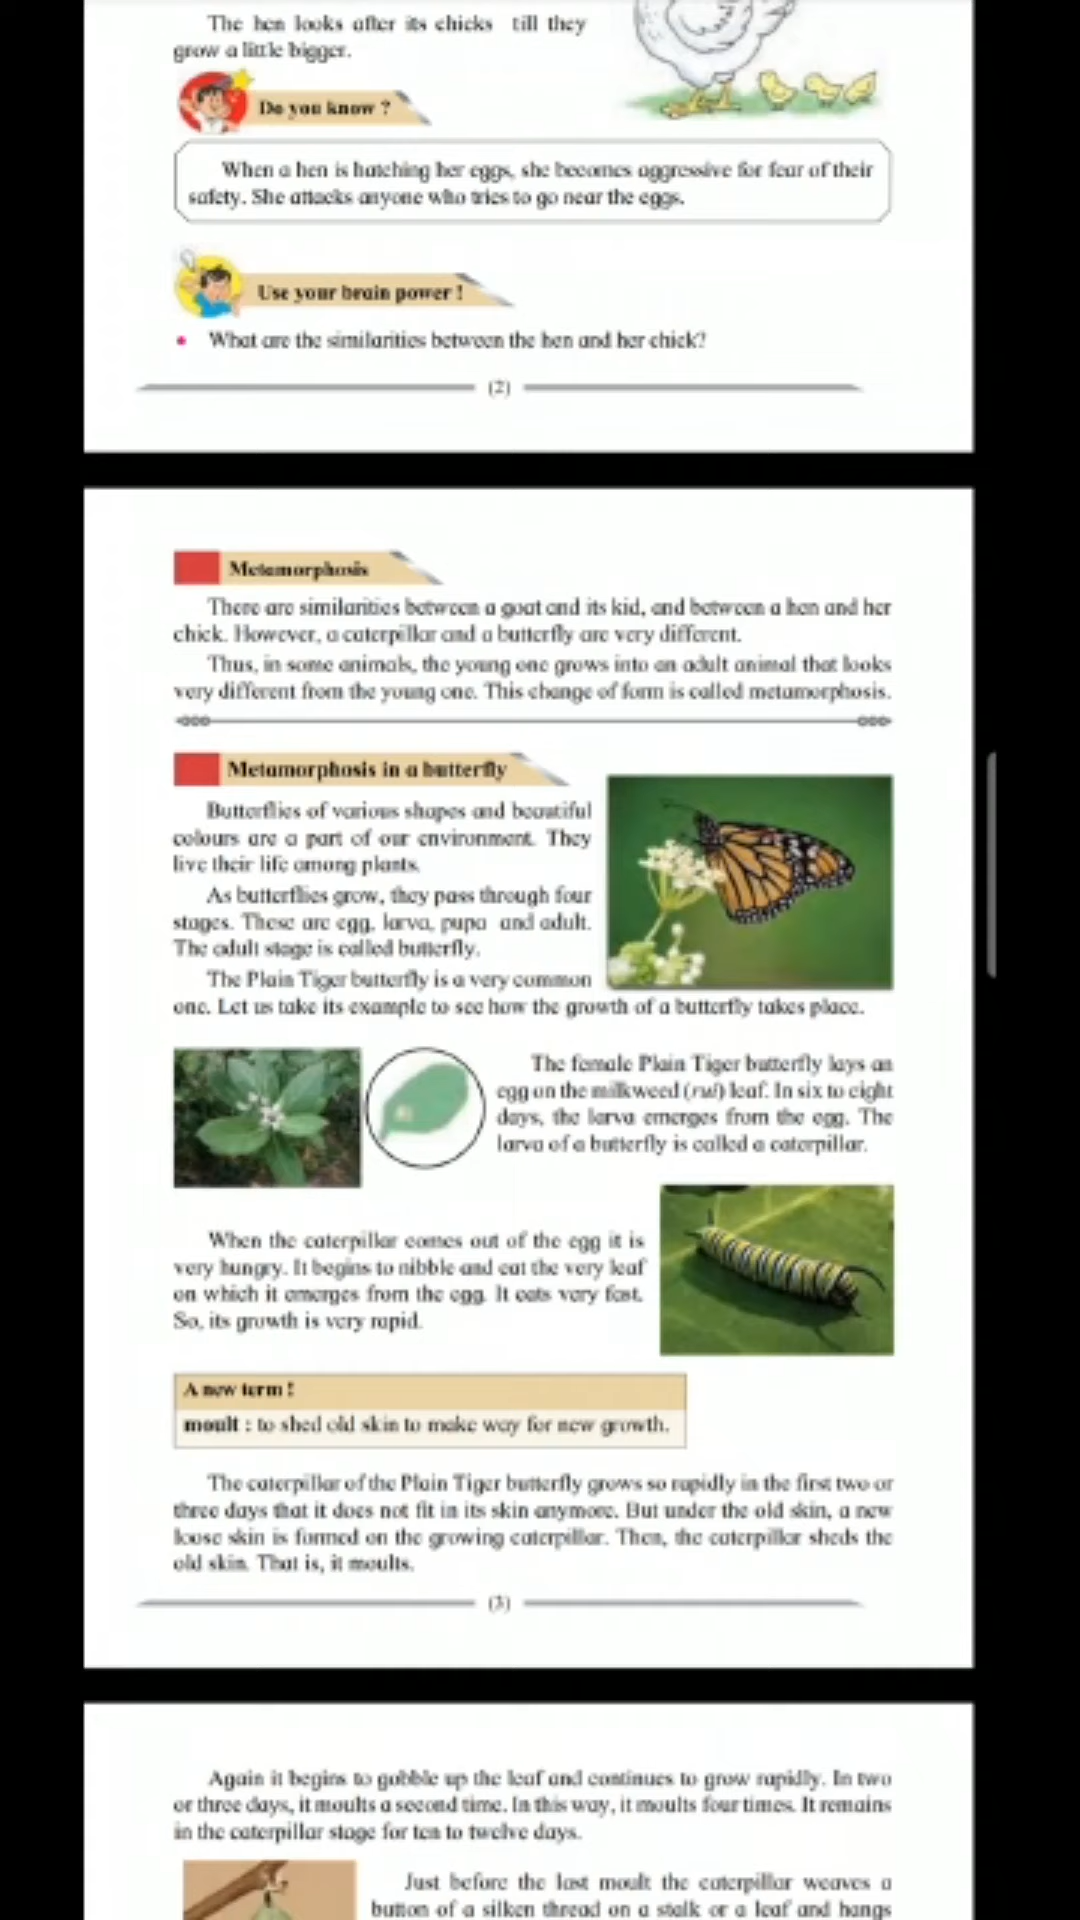 The hen looks after its chicks till they
grow a little bigger.
Do you know ?
When a hen is hatching her eggs, she becomes aggressive for fear of their
safety. She attacks anyone who tries to go near the eggs.
Use your brain power !
• What are the similarities between the hen and her chick?
(2)
Metamorphosis
There are similarities between a goat and its kid, and between a hen and her
chick. However, a caterpillar and a butterfly are very different.
Thus, in some animals, the young one grows into an adult animal that looks
very different from the young one. This change of form is called metamorphosis.
Metamorphosis in a butterfly
Butterflies of various shapes and beautiful
colours are a part of our environment. They
live their life among plants.
As butterflies grow, they pass through four
stages. These are egg, larva, pupa and adult.
The adult stage is called butterfly.
The Plain Tiger butterfly is a very common
one. Let us take its example to see how the growth of a butterfly takes place.
The female Plain Tiger butterfly lays an
egg on the milkweed (rui) leaf. In six to eight
days, the larva emerges from the egg. The
larva of a butterfly is called a caterpillar.
When the caterpillar comes out of the egg it is
very hungry. It begins to nibble and eat the very leaf
on which it emerges from the egg. It eats very fast.
So, its growth is very rapid.
A new term !
moult : to shed old skin to make way for new growth.
The caterpillar of the Plain Tiger butterfly grows so rapidly in the first two or
three days that it does not fit in its skin anymore. But under the old skin, a new
loose skin is formed on the growing caterpillar. Then, the caterpillar sheds the
old skin. That is, it moults.
(3)
Again it begins to gobble up the leaf and continues to grow rapidly. In two
or three days, it moults a second time. In this way, it moults four times. It remains
in the caterpillar stage for ten to twelve days.
Just before the last moult the caterpillar weaves a
button of a silken thread on a stalk or a leaf and hangs